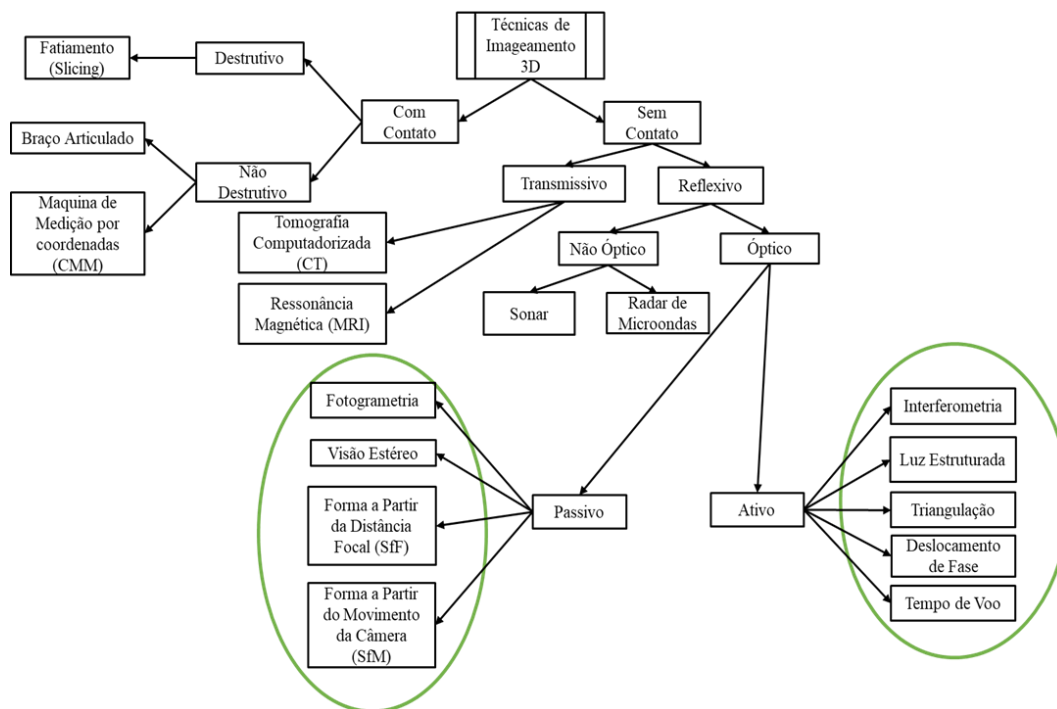 Técnicas de
Imageamento
3D
Fatiamento
(Slicing)
Destrutivo
Com
Contato
Sem
Contato
Braço Articulado
Não
Destrutivo
Transmissivo
Reflexivo
Maquina de
Medição por
coordenadas
(CMM)
Tomografia
Computadorizada
(CT)
Não Óptico
Óptico
Ressonância
Magnética (MRI)
Sonar
Radar de
Microondas
Fotogrametria
Visão Estéreo
Forma a Partir
da Distância
Focal (SfF)
Forma a Partir
do Movimento
da Câmera
(SfM)
Passivo
Ativo
Interferometria
Luz Estruturada
Triangulação
Deslocamento
de Fase
Tempo de Voo